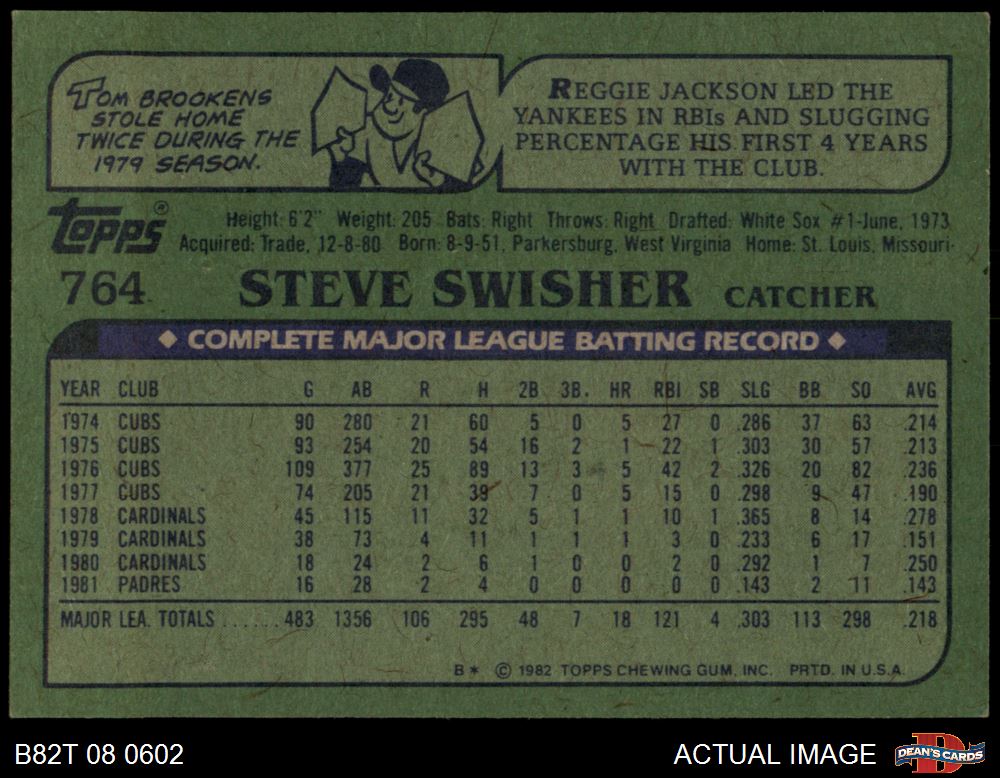 TOM BROOKENS
STOLE HOME
TWICE DURING THE
1979 SEASON.
REGGIE JACKSON LED THE
YANKEES IN RBIs AND SLUGGING
PERCENTAGE HIS FIRST 4 YEARS
WITH THE CLUB.
TOPPS®
Height: 6'2" Weight: 205 Bats: Right Throws: Right Drafted: White Sox #1-June, 1973
Acquired: Trade, 12-8-80 Born: 8-9-51, Parkersburg, West Virginia Home: St. Louis, Missouri
764 STEVE SWISHER CATCHER
◆ COMPLETE MAJOR LEAGUE BATTING RECORD ◆
YEAR CLUB G AB R H 2B 3B. HR RBI SB SLG BB SO AVG
1974 CUBS 90 280 21 60 5 0 5 27 0 .286 37 63 .214
1975 CUBS 93 254 20 54 16 2 1 22 1 .303 30 57 .213
1976 CUBS 109 377 25 89 13 3 5 42 2 .326 20 82 .236
1977 CUBS 74 205 21 39 7 0 5 15 0 .298 9 47 .190
1978 CARDINALS 45 115 11 32 5 1 1 10 1 .365 8 14 .278
1979 CARDINALS 38 73 4 11 1 1 1 3 0 .233 6 17 .151
1980 CARDINALS 18 24 2 6 1 0 0 2 0 .292 1 7 .250
1981 PADRES 16 28 2 4 0 0 0 0 0 .143 2 11 .143
MAJOR LEA. TOTALS ......483 1356 106 295 48 7 18 121 4 .303 113 298 .218
B* © 1982 TOPPS CHEWING GUM, INC. PRTD. IN U.S.A.
B82T 08 0602
ACTUAL IMAGE
DEAN'S CARDS